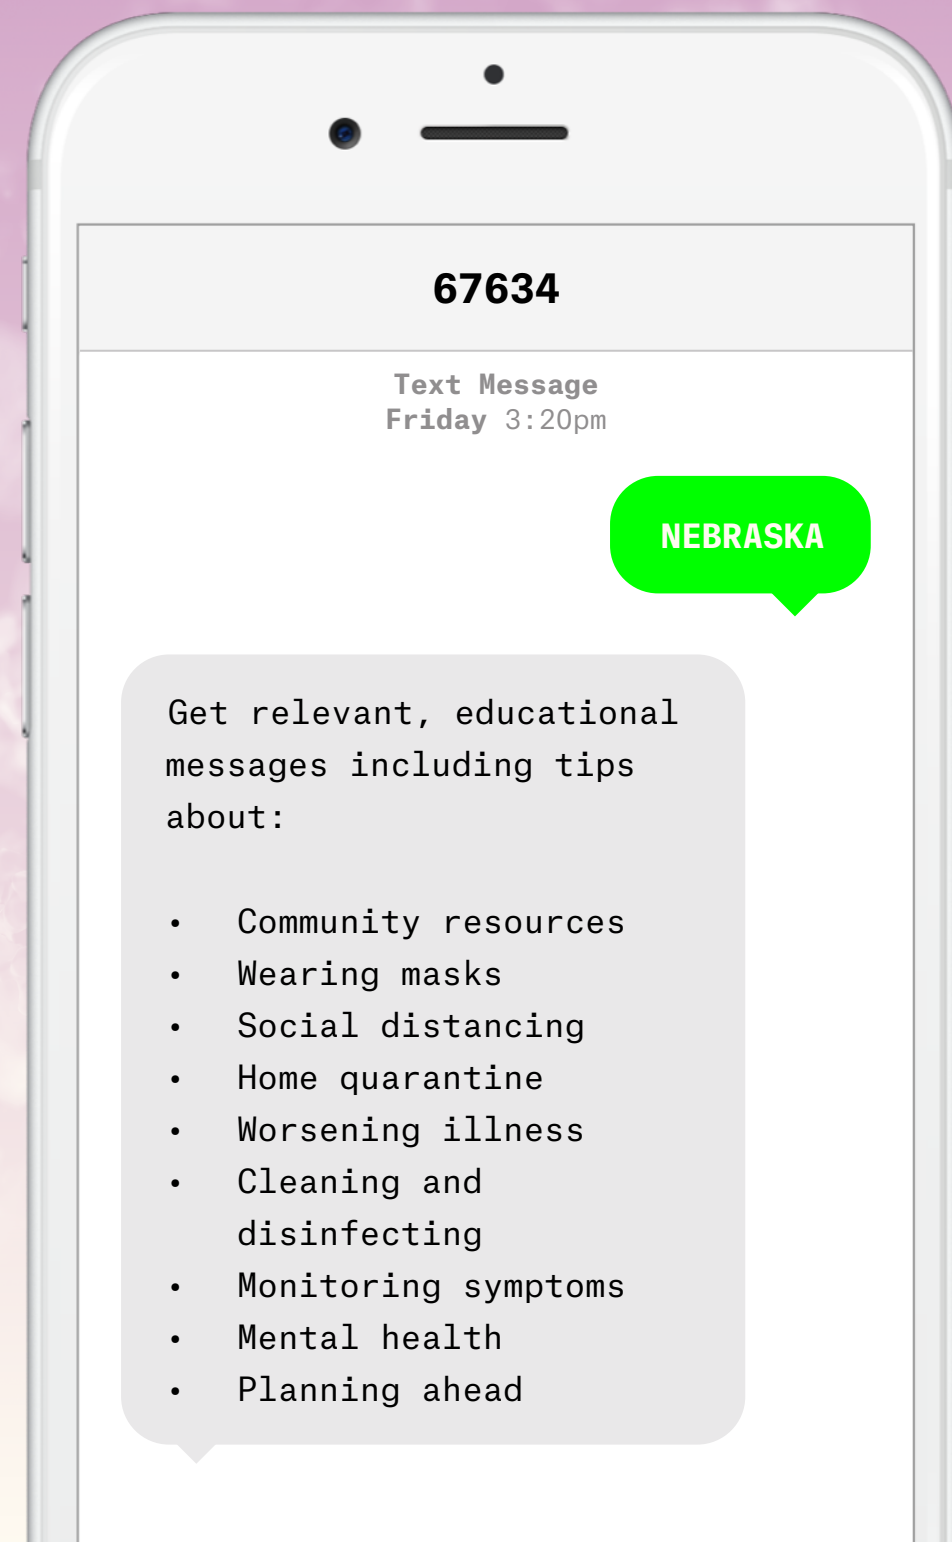 67634
Text Message
Friday 3:20pm
NEBRASKA
Get relevant, educational
messages including tips
about:
• Community resources
• Wearing masks
• Social distancing
• Home quarantine
• Worsening illness
• Cleaning and
disinfecting
• Monitoring symptoms
• Mental health
• Planning ahead